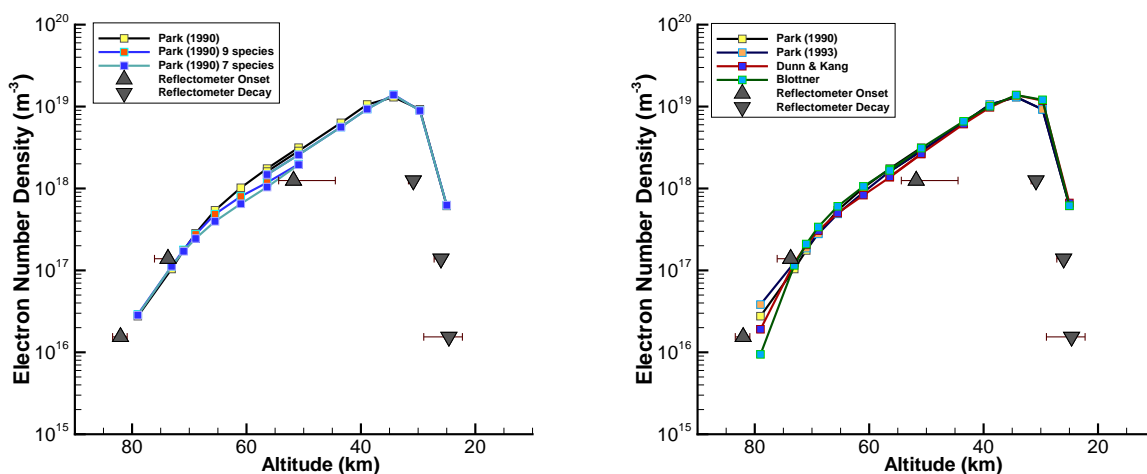 10^20
10^19
10^18
10^17
10^16
10^15
Electron Number Density (m^-3)
Park (1990)
Park (1990) 9 species
Park (1990) 7 species
Reflectometer Onset
Reflectometer Decay
80 60 40 20
Altitude (km)
10^20
10^19
10^18
10^17
10^16
10^15
Electron Number Density (m^-3)
Park (1990)
Park (1993)
Dunn & Kang
Blottner
Reflectometer Onset
Reflectometer Decay
80 60 40 20
Altitude (km)